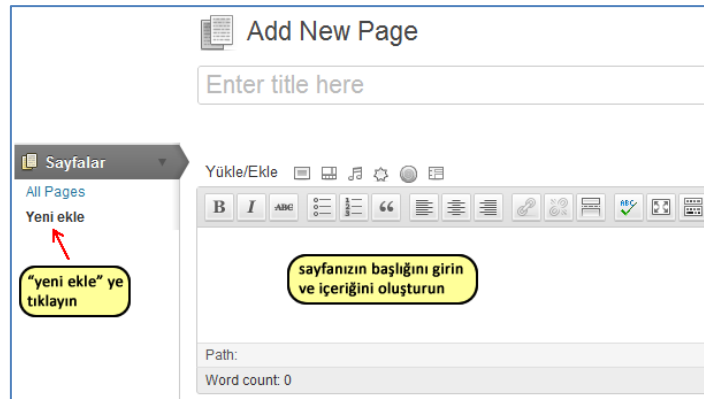 Add New Page
Enter title here
Sayfalar
All Pages
Yeni ekle
"yeni ekle" ye
tıklayın
Yükle/Ekle
B I ABC ABC
sayfanızın başlığını girin
ve içeriğini oluşturun
Path:
Word count: 0